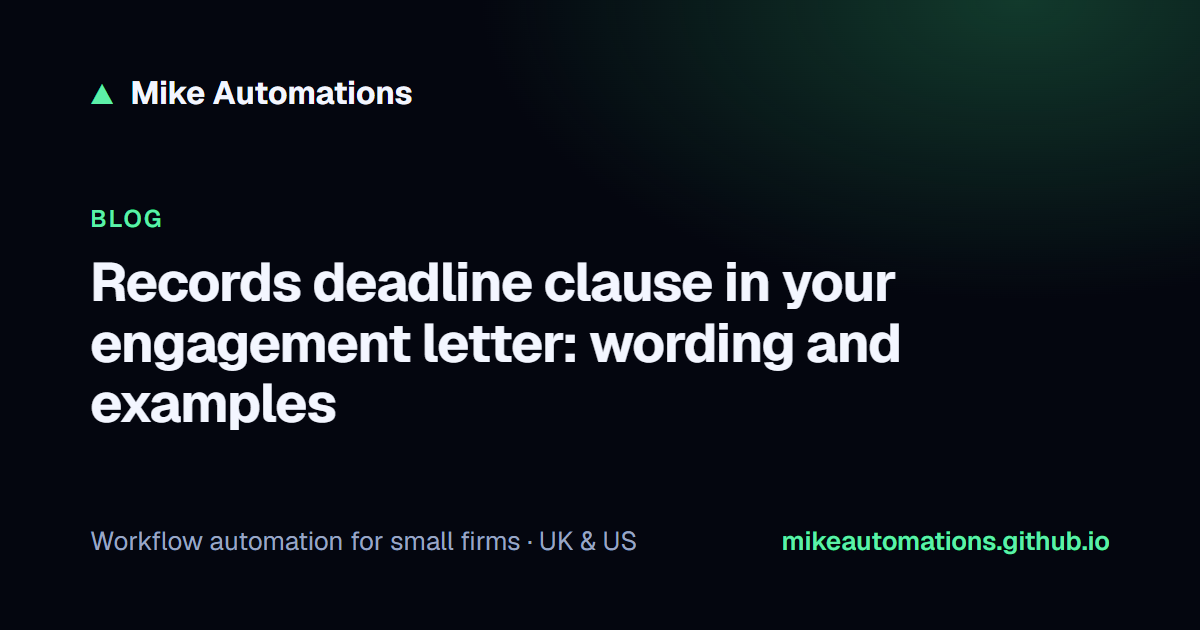 Mike Automations
BLOG
Records deadline clause in your
engagement letter: wording and
examples
Workflow automation for small firms · UK & US
mikeautomations.github.io